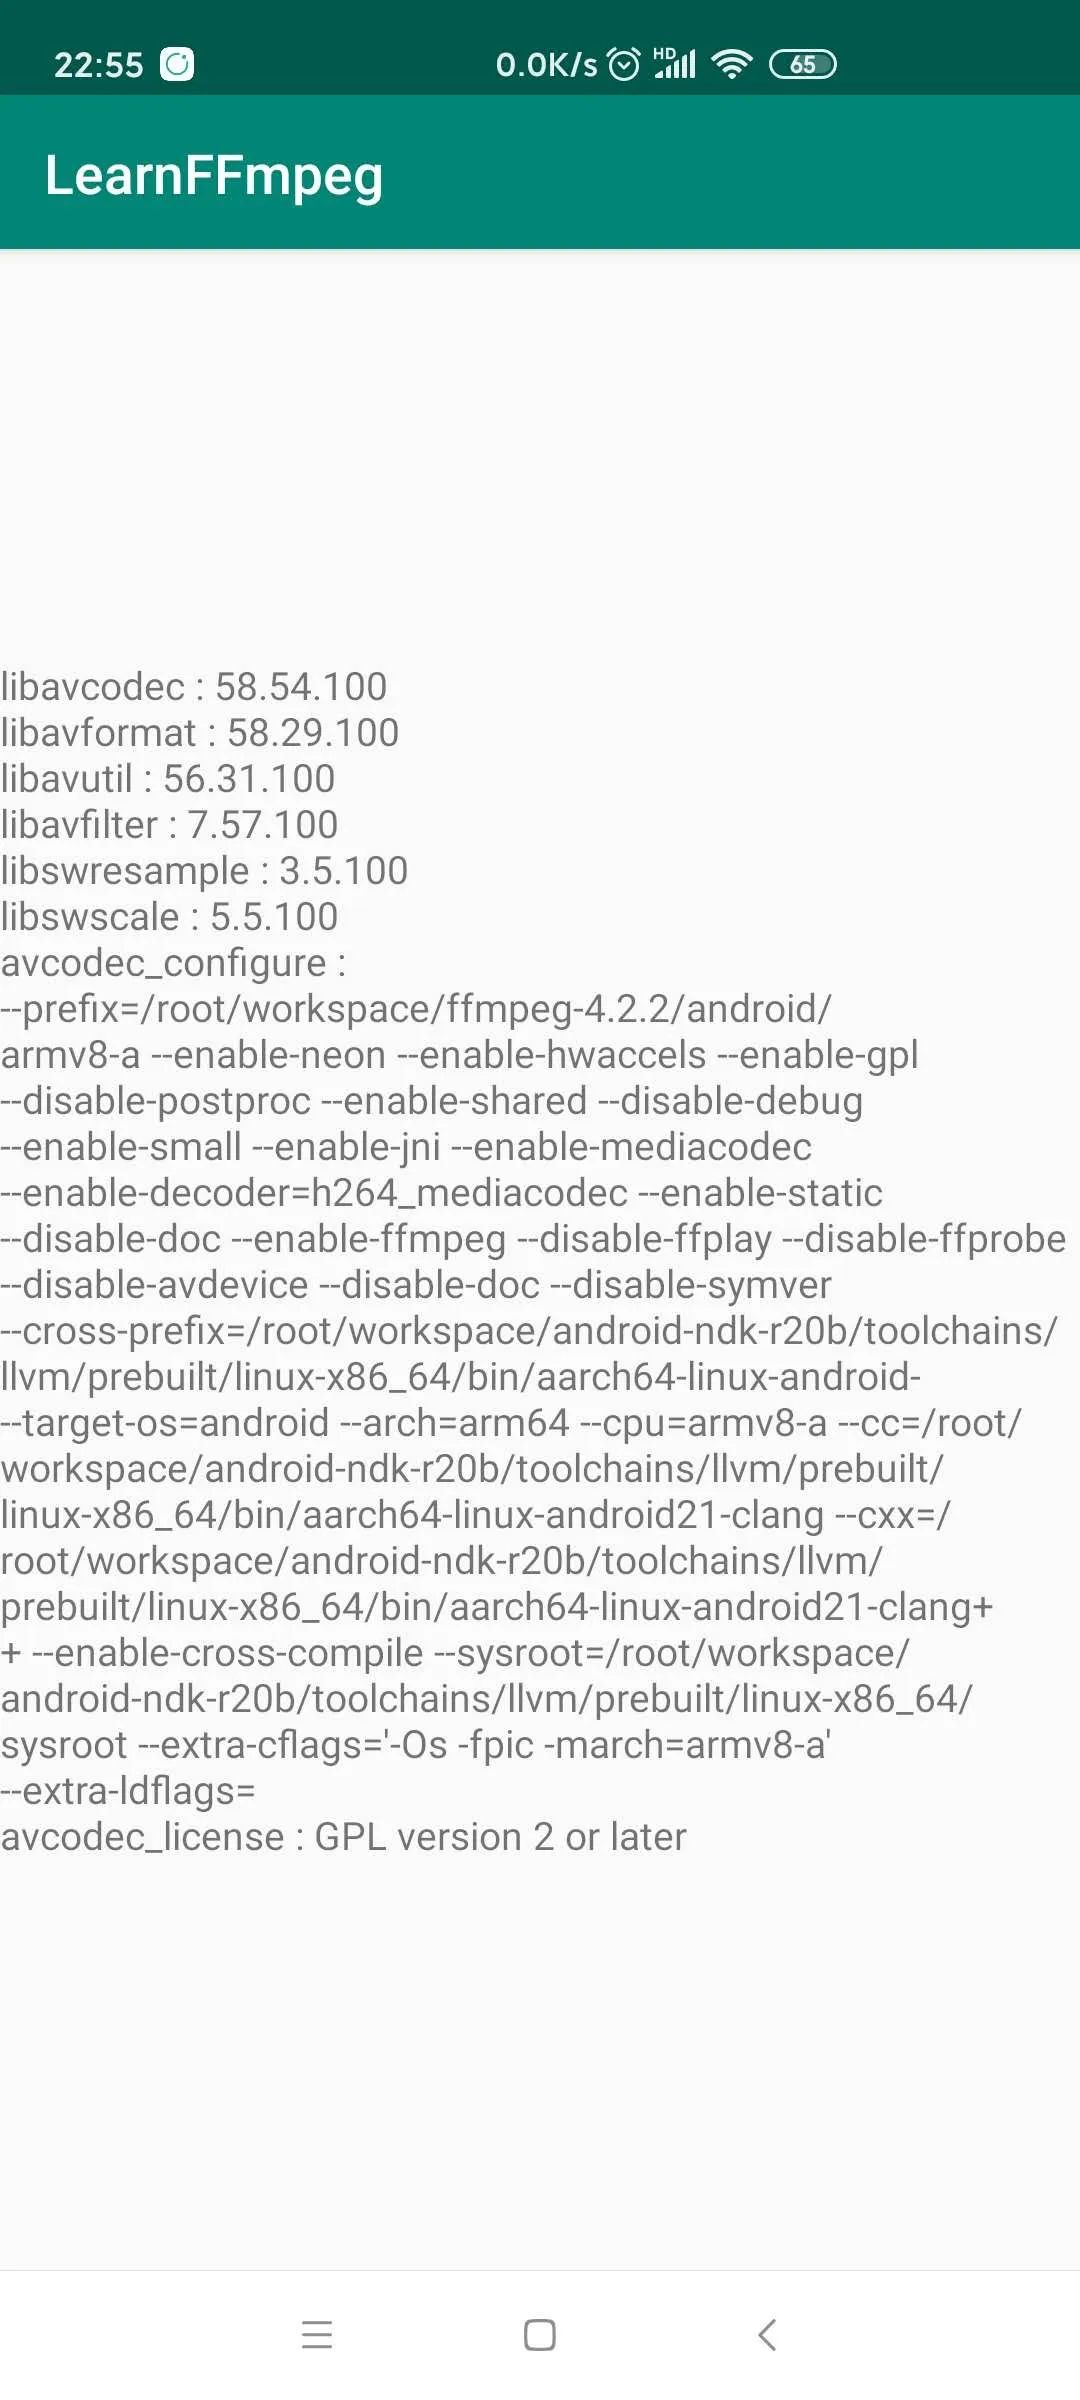 22:55
0.0K/s HD 65
LearnFFmpeg
libavcodec : 58.54.100
libavformat : 58.29.100
libavutil : 56.31.100
libavfilter : 7.57.100
libswresample : 3.5.100
libswscale : 5.5.100
avcodec_configure :
--prefix=/root/workspace/ffmpeg-4.2.2/android/
armv8-a --enable-neon --enable-hwaccels --enable-gpl
--disable-postproc --enable-shared --disable-debug
--enable-small --enable-jni --enable-mediacodec
--enable-decoder=h264_mediacodec --enable-static
--disable-doc --enable-ffmpeg --disable-ffplay --disable-ffprobe
--disable-avdevice --disable-doc --disable-symver
--cross-prefix=/root/workspace/android-ndk-r20b/toolchains/
llvm/prebuilt/linux-x86_64/bin/aarch64-linux-android-
--target-os=android --arch=arm64 --cpu=armv8-a --cc=/root/
workspace/android-ndk-r20b/toolchains/llvm/prebuilt/
linux-x86_64/bin/aarch64-linux-android21-clang --cxx=/
root/workspace/android-ndk-r20b/toolchains/llvm/
prebuilt/linux-x86_64/bin/aarch64-linux-android21-clang+
+ --enable-cross-compile --sysroot=/root/workspace/
android-ndk-r20b/toolchains/llvm/prebuilt/linux-x86_64/
sysroot --extra-cflags='-Os -fpic -march=armv8-a'
--extra-ldflags=
avcodec_license : GPL version 2 or later